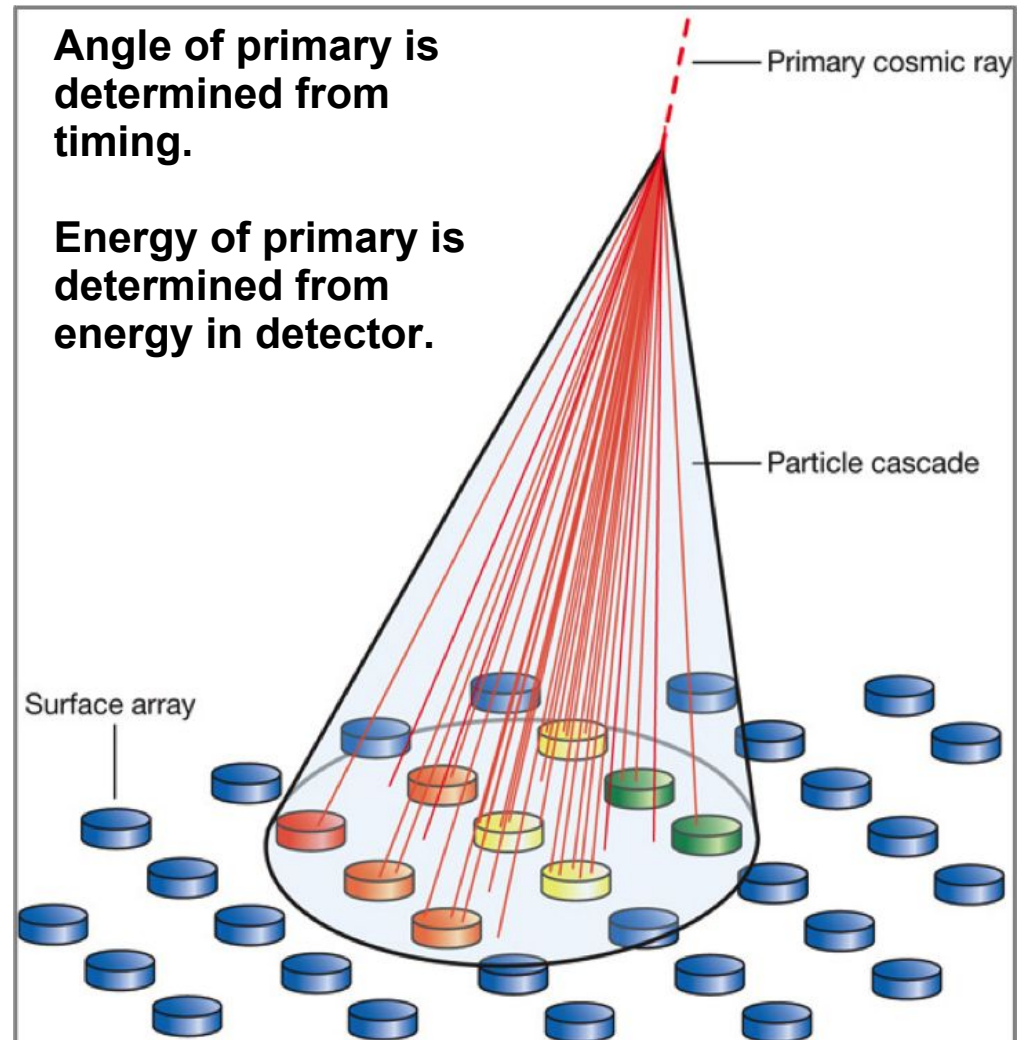 Angle of primary is
determined from
timing.
Energy of primary is
determined from
energy in detector.
Primary cosmic ray
Particle cascade
Surface array